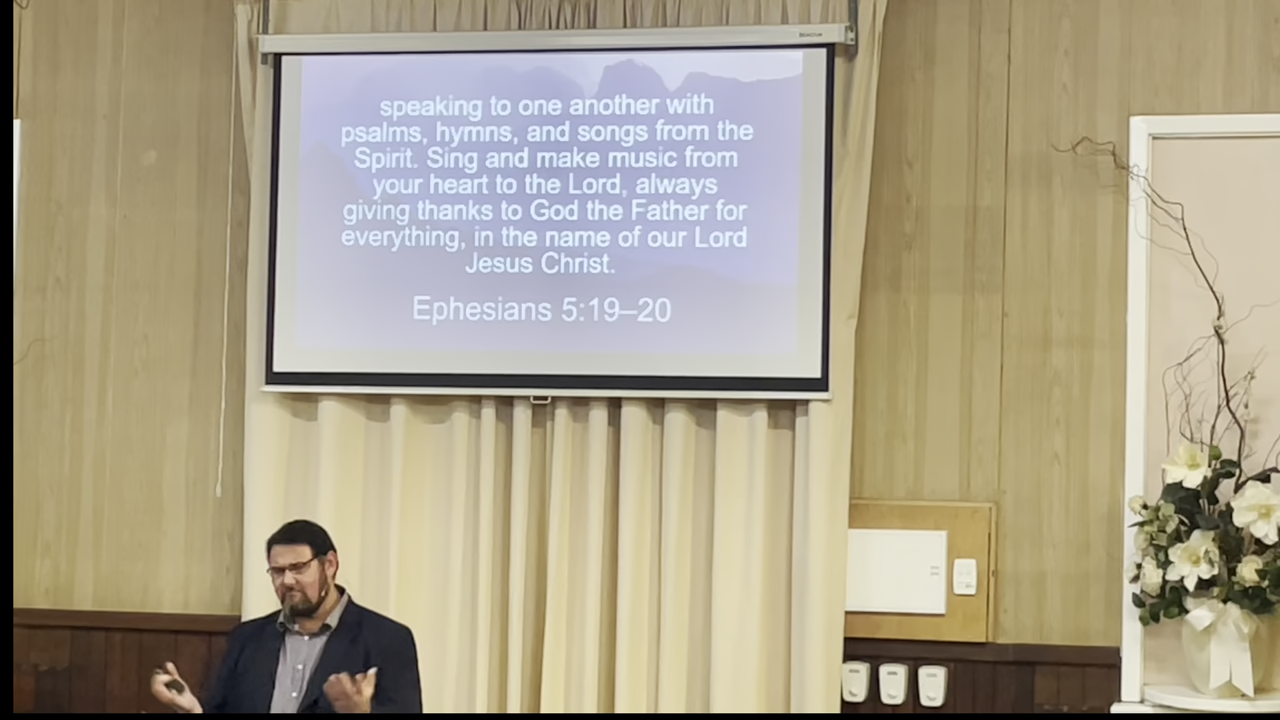 speaking to one another with
psalms, hymns, and songs from the
Spirit. Sing and make music from
your heart to the Lord, always
giving thanks to God the Father for
everything, in the name of our Lord
Jesus Christ.
Ephesians 5:19–20